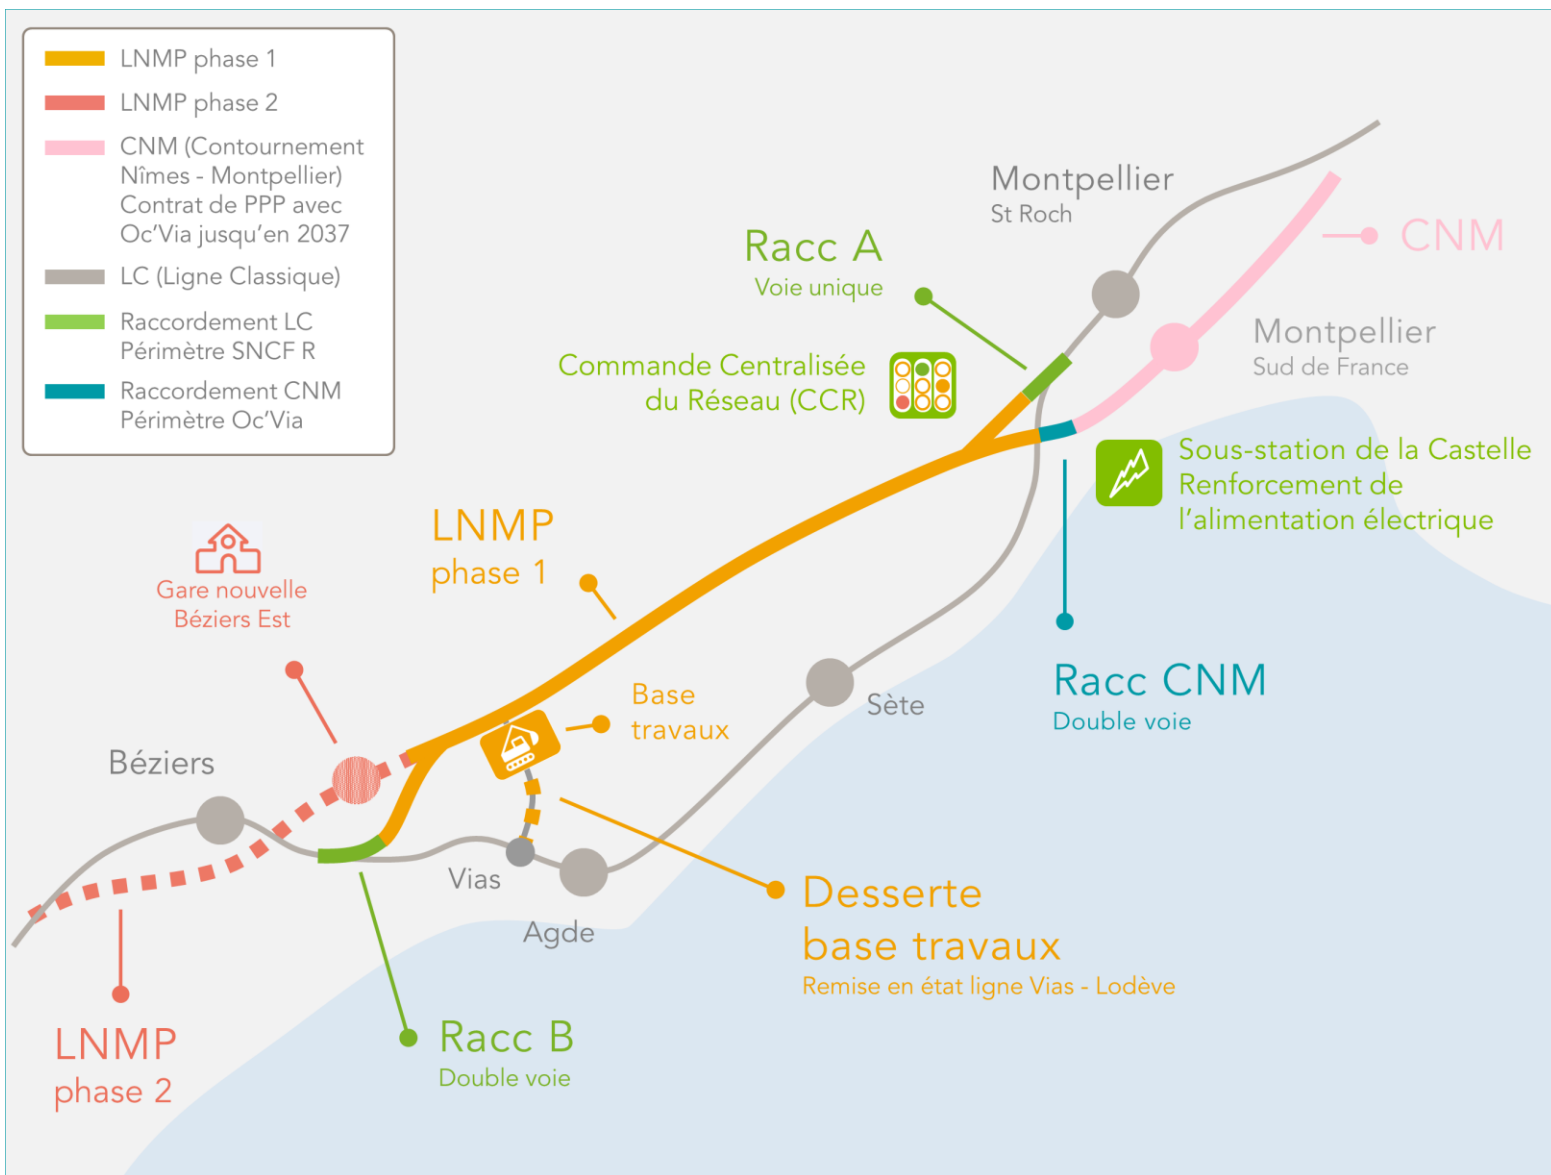 LNMP phase 1
LNMP phase 2
CNM (Contournement
Nîmes - Montpellier)
Contrat de PPP avec
Oc'Via jusqu'en 2037
LC (Ligne Classique)
Raccordement LC
Périmètre SNCF R
Raccordement CNM
Périmètre Oc'Via
Montpellier
St Roch
CNM
Racc A
Voie unique
Montpellier
Sud de France
Commande Centralisée
du Réseau (CCR)
Sous-station de la Castelle
Renforcement de
l'alimentation électrique
LNMP
phase 1
Gare nouvelle
Béziers Est
Racc CNM
Double voie
Base
travaux
Sète
Béziers
Vias
Agde
Desserte
base travaux
Remise en état ligne Vias - Lodève
LNMP
phase 2
Racc B
Double voie